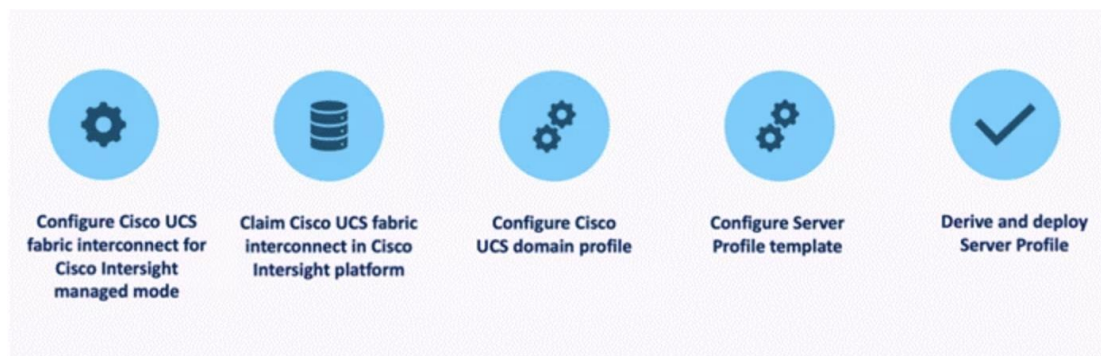 Configure Cisco UCS
fabric interconnect for
Cisco Intersight
managed mode
Claim Cisco UCS fabric
interconnect in Cisco
Intersight platform
Configure Cisco
UCS domain profile
Configure Server
Profile template
Derive and deploy
Server Profile